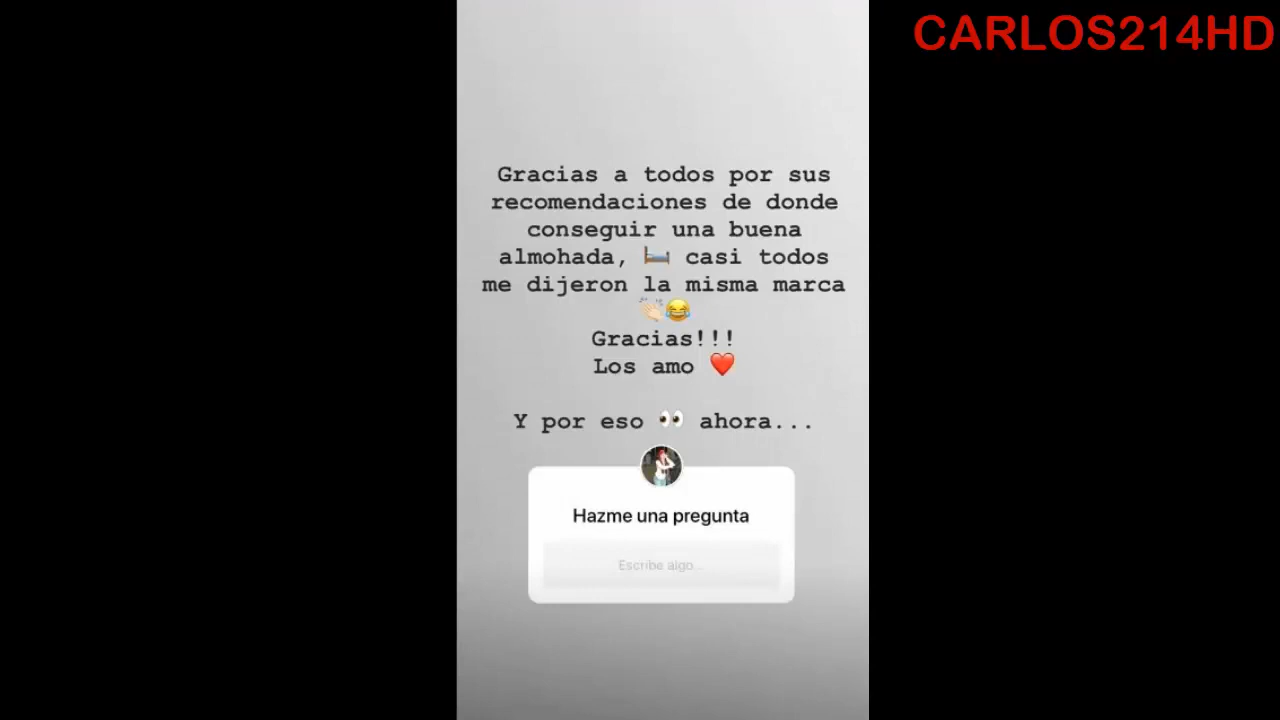 CARLOS214HD
Gracias a todos por sus
recomendaciones de donde
conseguir una buena
almohada, 🛏️ casi todos
me dijeron la misma marca
👏🏻😂
Gracias!!!
Los amo ❤️
Y por eso 👀 ahora...
Hazme una pregunta
Escribe algo...